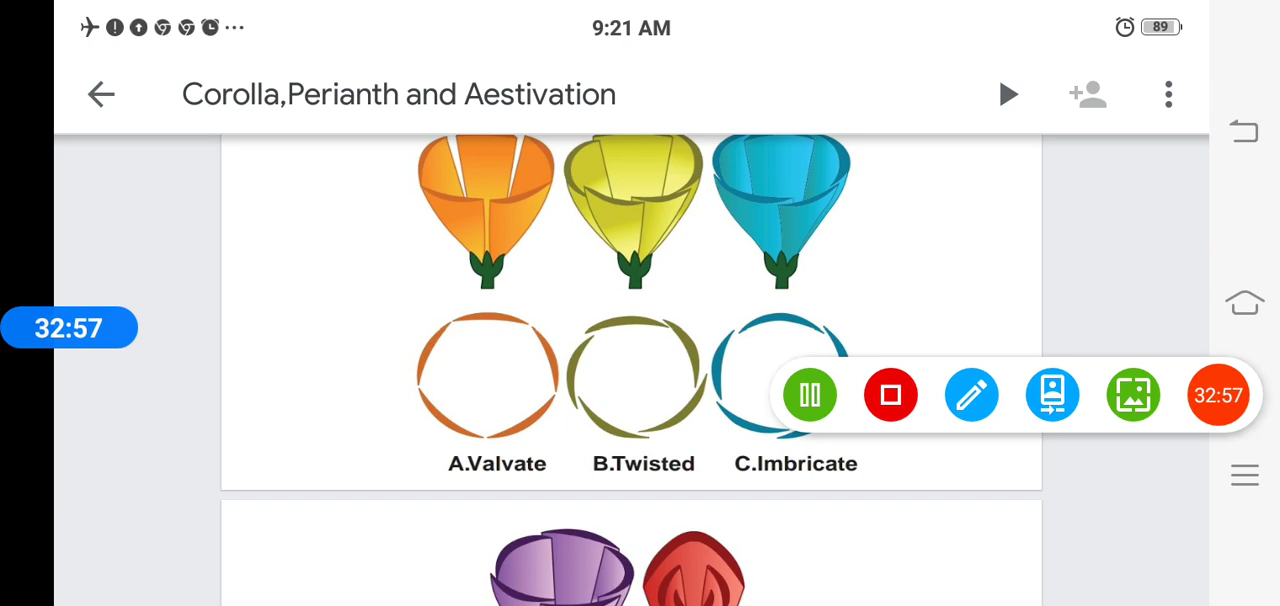 9:21 AM
89
Corolla,Perianth and Aestivation
32:57
32:57
A.Valvate B.Twisted C.Imbricate